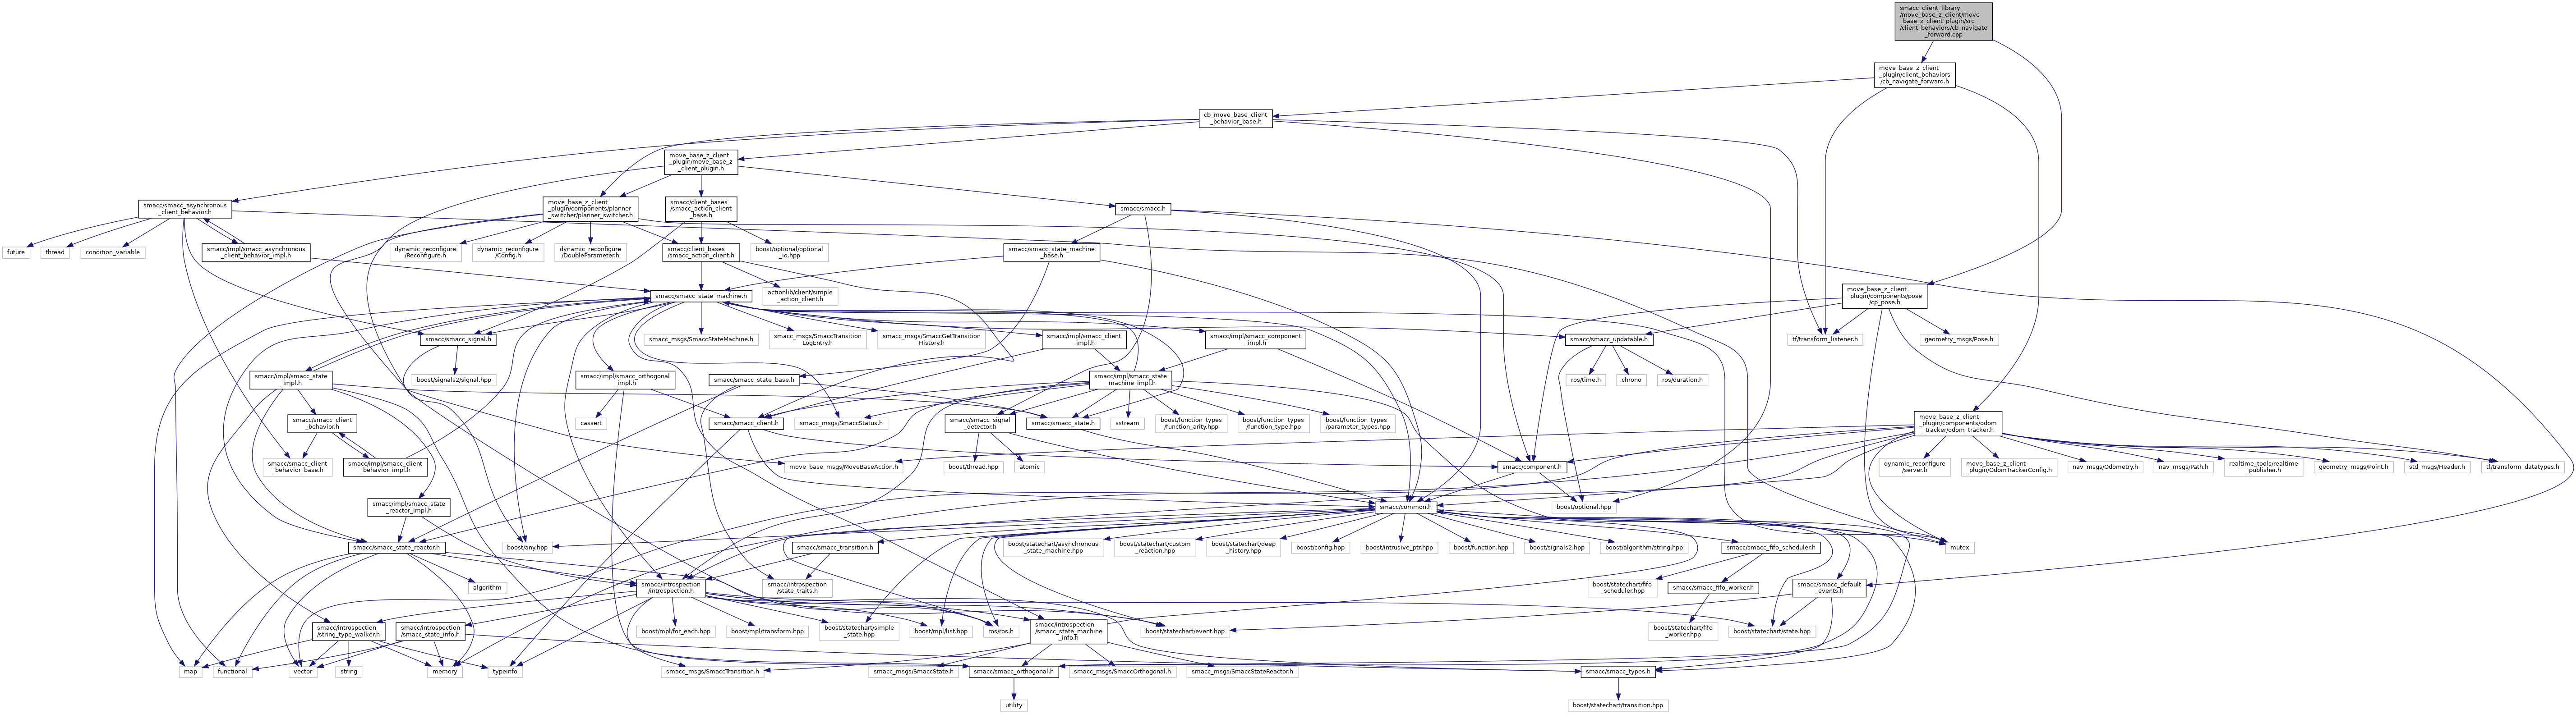 smacc_client_library
/move_base_z_client/move
_base_z_client_plugin/src
/client_behaviors/cb_navigate
_forward.cpp
move_base_z_client
_plugin/client_behaviors
/cb_navigate_forward.h
cb_move_base_client
_behavior_base.h
move_base_z_client
_plugin/move_base_z
_client_plugin.h
smacc/smacc_asynchronous
_client_behavior.h
move_base_z_client
_plugin/components/planner
_switcher/planner_switcher.h
smacc/client_bases
/smacc_action_client
_base.h
smacc/smacc.h
future
thread
condition_variable
smacc/impl/smacc_asynchronous
_client_behavior_impl.h
dynamic_reconfigure
/Reconfigure.h
dynamic_reconfigure
/Config.h
dynamic_reconfigure
/DoubleParameter.h
smacc/client_bases
/smacc_action_client.h
boost/optional/optional
_io.hpp
smacc/smacc_state_machine
_base.h
smacc/smacc_state_machine.h
actionlib/client/simple
_action_client.h
move_base_z_client
_plugin/components/pose
/cp_pose.h
smacc/smacc_signal.h
smacc_msgs/SmaccStateMachine.h
smacc_msgs/SmaccTransition
LogEntry.h
smacc_msgs/SmaccGetTransition
History.h
smacc/impl/smacc_client
_impl.h
smacc/impl/smacc_component
_impl.h
smacc/smacc_updatable.h
tf/transform_listener.h
geometry_msgs/Pose.h
smacc/impl/smacc_state
_impl.h
boost/signals2/signal.hpp
smacc/impl/smacc_orthogonal
_impl.h
smacc/smacc_state_base.h
smacc/impl/smacc_state
_machine_impl.h
ros/time.h
chrono
ros/duration.h
smacc/smacc_client
_behavior.h
cassert
smacc/smacc_client.h
smacc_msgs/SmaccStatus.h
smacc/smacc_signal
_detector.h
smacc/smacc_state.h
sstream
boost/function_types
/function_arity.hpp
boost/function_types
/function_type.hpp
boost/function_types
/parameter_types.hpp
move_base_z_client
_plugin/components/odom
_tracker/odom_tracker.h
smacc/smacc_client
_behavior_base.h
smacc/impl/smacc_client
_behavior_impl.h
move_base_msgs/MoveBaseAction.h
boost/thread.hpp
atomic
smacc/component.h
dynamic_reconfigure
/server.h
move_base_z_client
_plugin/OdomTrackerConfig.h
nav_msgs/Odometry.h
nav_msgs/Path.h
realtime_tools/realtime
_publisher.h
geometry_msgs/Point.h
std_msgs/Header.h
tf/transform_datatypes.h
smacc/impl/smacc_state
_reactor_impl.h
smacc/common.h
boost/optional.hpp
smacc/smacc_state_reactor.h
boost/any.hpp
smacc/smacc_transition.h
boost/statechart/asynchronous
_state_machine.hpp
boost/statechart/custom
_reaction.hpp
boost/statechart/deep
_history.hpp
boost/config.hpp
boost/intrusive_ptr.hpp
boost/function.hpp
boost/signals2.hpp
boost/algorithm/string.hpp
smacc/smacc_fifo_scheduler.h
mutex
algorithm
smacc/introspection
/introspection.h
smacc/introspection
/state_traits.h
boost/statechart/fifo
_scheduler.hpp
smacc/smacc_fifo_worker.h
smacc/smacc_default
_events.h
smacc/introspection
/string_type_walker.h
smacc/introspection
/smacc_state_info.h
boost/mpl/for_each.hpp
boost/mpl/transform.hpp
boost/statechart/simple
_state.hpp
boost/mpl/list.hpp
ros/ros.h
smacc/introspection
/smacc_state_machine
_info.h
boost/statechart/event.hpp
boost/statechart/fifo
_worker.hpp
boost/statechart/state.hpp
map
functional
vector
string
memory
typeinfo
smacc_msgs/SmaccTransition.h
smacc_msgs/SmaccState.h
smacc/smacc_orthogonal.h
smacc_msgs/SmaccOrthogonal.h
smacc_msgs/SmaccStateReactor.h
smacc/smacc_types.h
utility
boost/statechart/transition.hpp